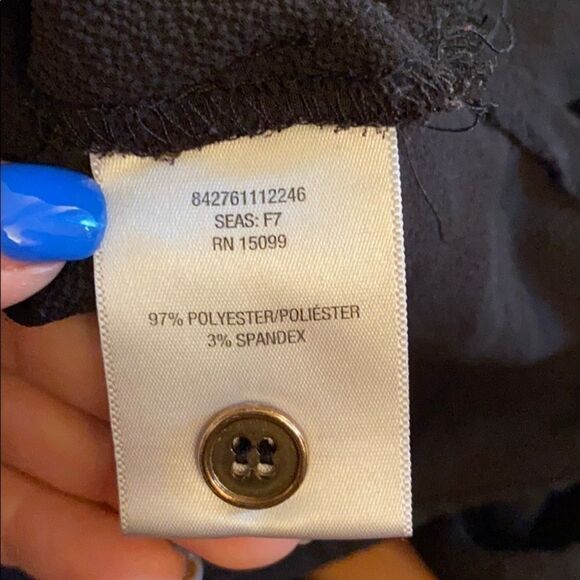 842761112246
SEAS: F7
RN 15099
97% POLYESTER/POLIÉSTER
3% SPANDEX